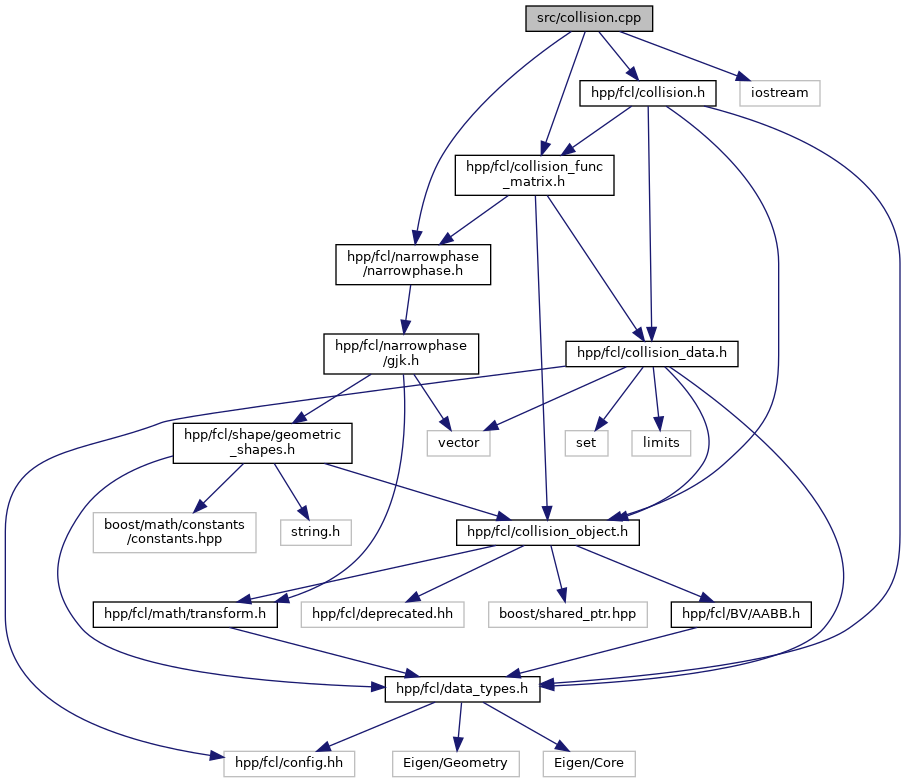 src/collision.cpp
hpp/fcl/collision.h
iostream
hpp/fcl/collision_func
_matrix.h
hpp/fcl/narrowphase
/narrowphase.h
hpp/fcl/narrowphase
/gjk.h
hpp/fcl/collision_data.h
hpp/fcl/shape/geometric
_shapes.h
vector
set
limits
boost/math/constants
/constants.hpp
string.h
hpp/fcl/collision_object.h
hpp/fcl/math/transform.h
hpp/fcl/deprecated.hh
boost/shared_ptr.hpp
hpp/fcl/BV/AABB.h
hpp/fcl/data_types.h
hpp/fcl/config.hh
Eigen/Geometry
Eigen/Core